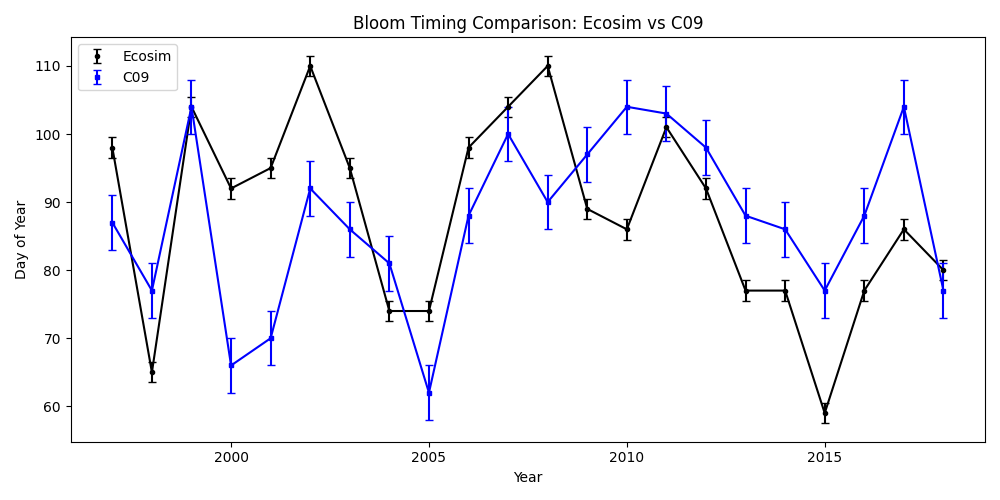 Bloom Timing Comparison: Ecosim vs C09
Ecosim
C09
Day of Year
110
100
90
80
70
60
2000
2005
2010
2015
Year